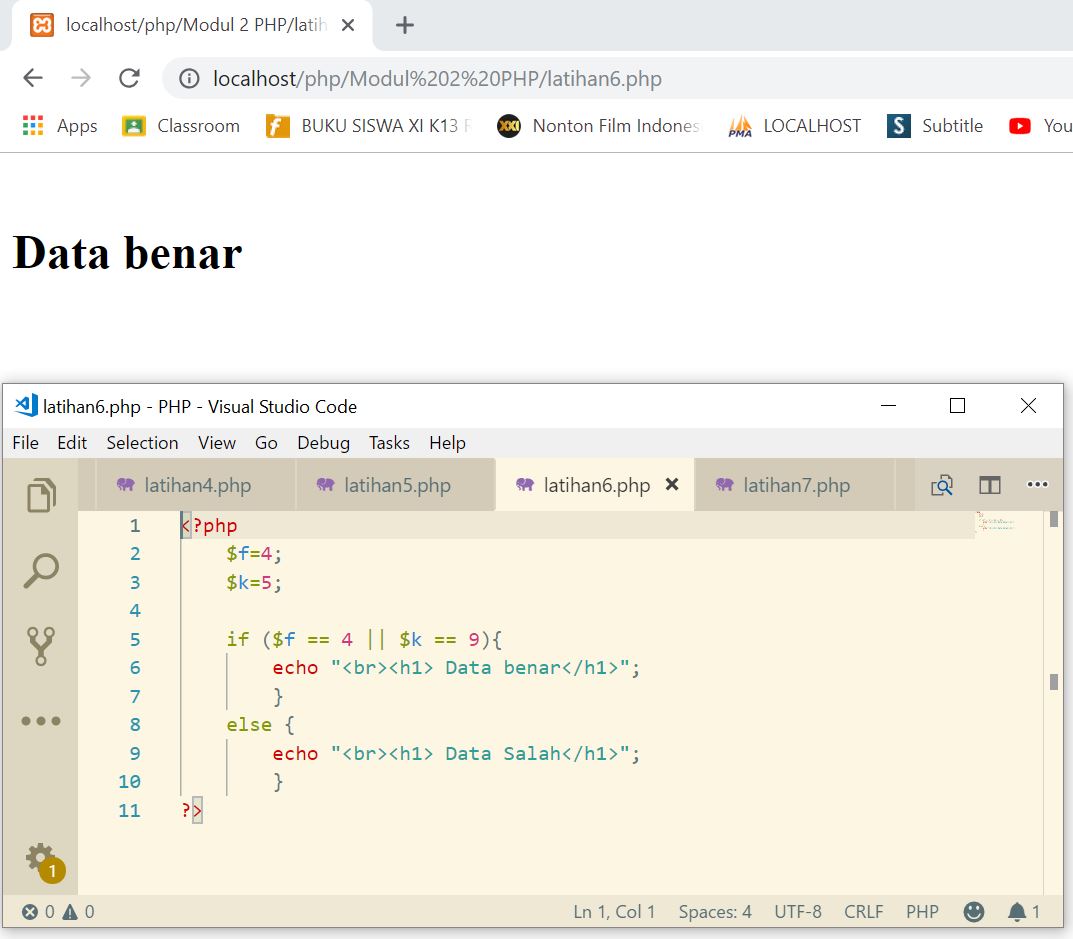 localhost/php/Modul 2 PHP/latih
localhost/php/Modul%202%20PHP/latihan6.php
Apps Classroom BUKU SISWA XI K13 Nonton Film Indones PMA LOCALHOST S Subtitle You
Data benar
latihan6.php - PHP - Visual Studio Code
File Edit Selection View Go Debug Tasks Help
latihan4.php latihan5.php latihan6.php latihan7.php
1 <?php
2 $f=4;
3 $k=5;
4
5 if ($f == 4 || $k == 9){
6 echo "<br><h1> Data benar</h1>";
7 }
8 else {
9 echo "<br><h1> Data Salah</h1>";
10 }
11 ?>
1
0 0 Ln 1, Col 1 Spaces: 4 UTF-8 CRLF PHP 1